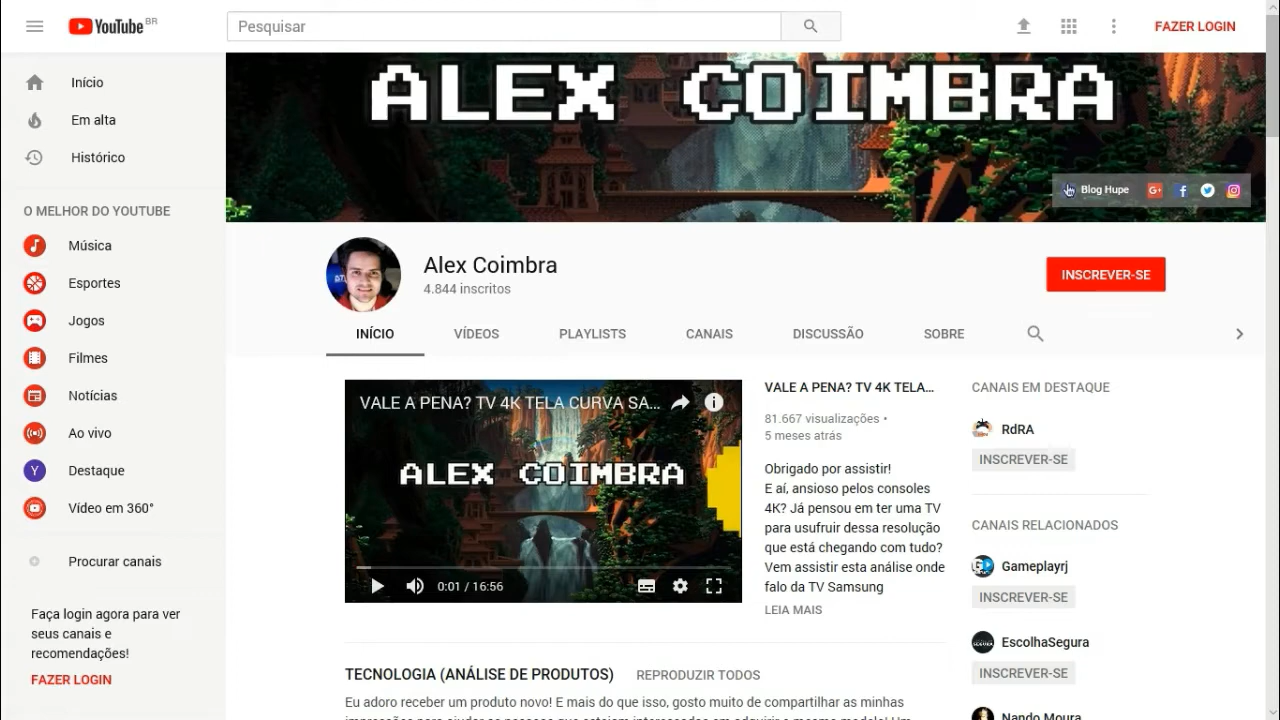 YouTube BR
Pesquisar
FAZER LOGIN
Início
Em alta
Histórico
O MELHOR DO YOUTUBE
Música
Esportes
Jogos
Filmes
Notícias
Ao vivo
Y
Destaque
Vídeo em 360°
Procurar canais
Faça login agora para ver
seus canais e
recomendações!
FAZER LOGIN
ALEX COIMBRA
Blog Hupe
G+
Alex Coimbra
4.844 inscritos
INSCREVER-SE
INÍCIO
VÍDEOS
PLAYLISTS
CANAIS
DISCUSSÃO
SOBRE
VALE A PENA? TV 4K TELA CURVA SA...
ALEX COIMBRA
0:01 / 16:56
VALE A PENA? TV 4K TELA...
81.667 visualizações •
5 meses atrás
Obrigado por assistir!
E aí, ansioso pelos consoles
4K? Já pensou em ter uma TV
para usufruir dessa resolução
que está chegando com tudo?
Vem assistir esta análise onde
falo da TV Samsung
LEIA MAIS
CANAIS EM DESTAQUE
RdRA
INSCREVER-SE
CANAIS RELACIONADOS
Gameplayrj
INSCREVER-SE
EscolhaSegura
INSCREVER-SE
Nando Moura
TECNOLOGIA (ANÁLISE DE PRODUTOS)
REPRODUZIR TODOS
Eu adoro receber um produto novo! E mais do que isso, gosto muito de compartilhar as minhas